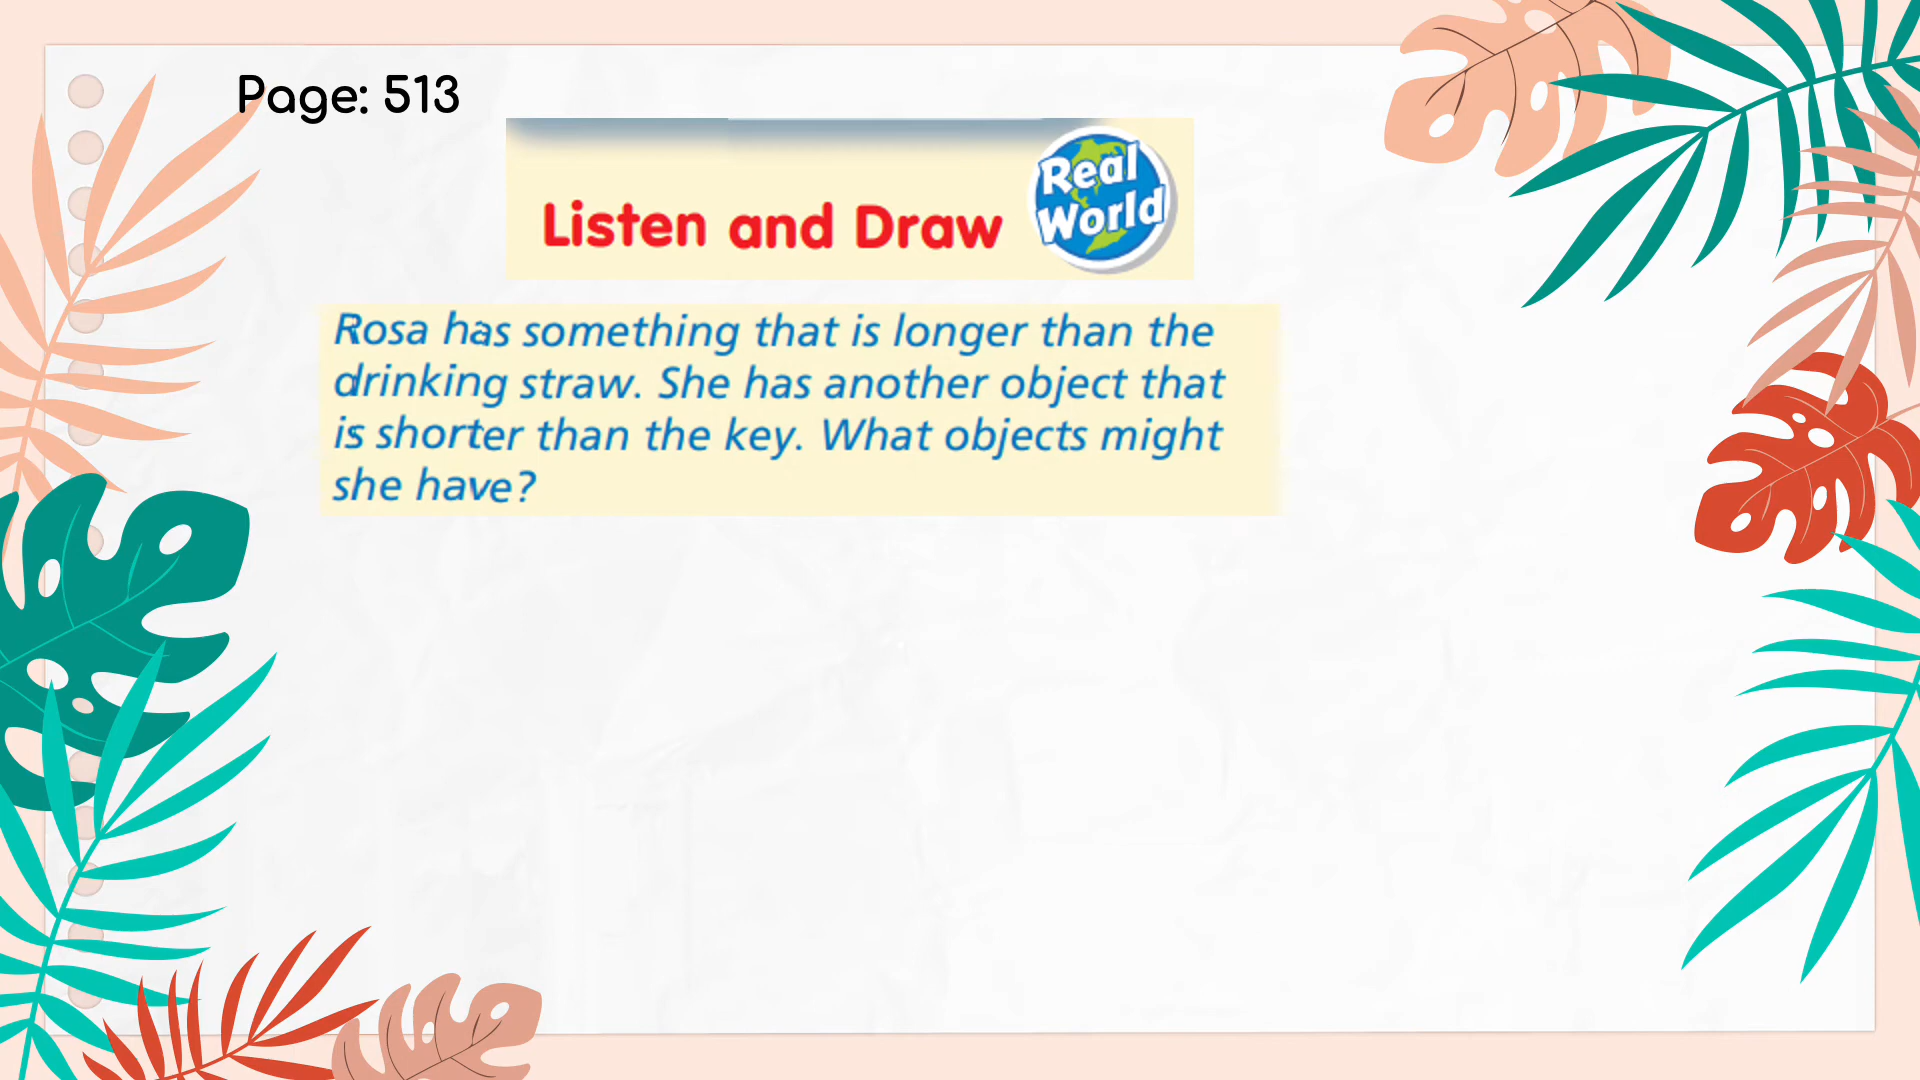 Page: 513
Listen and Draw
Real
World
Rosa has something that is longer than the
drinking straw. She has another object that
is shorter than the key. What objects might
she have?